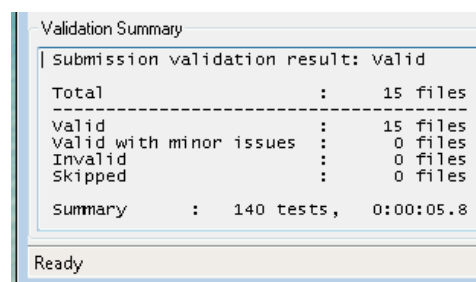 Validation Summary
Submission validation result: Valid
Total : 15 files
--------------------------------------------
Valid : 15 files
Valid with minor issues : 0 files
Invalid : 0 files
Skipped : 0 files
Summary : 140 tests, 0:00:05.8
Ready